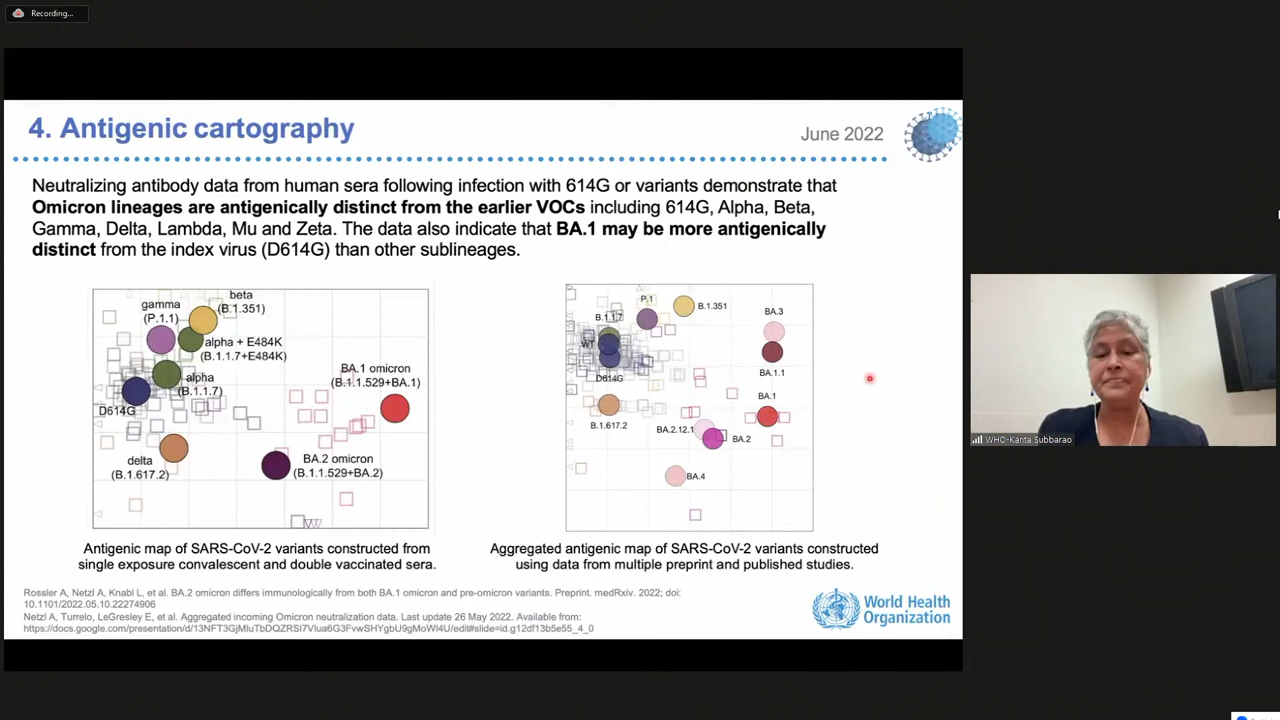 Recording...
4. Antigenic cartography
June 2022
Neutralizing antibody data from human sera following infection with 614G or variants demonstrate that
Omicron lineages are antigenically distinct from the earlier VOCs including 614G, Alpha, Beta,
Gamma, Delta, Lambda, Mu and Zeta. The data also indicate that BA.1 may be more antigenically
distinct from the index virus (D614G) than other sublineages.
beta
(B.1.351)
gamma
(P.1.1)
alpha + E484K
(B.1.1.7+E484K)
BA.1 omicron
(B.1.1.529+BA.1)
alpha
(B.1.1.7)
D614G
delta
(B.1.617.2)
BA.2 omicron
(B.1.1.529+BA.2)
P.1
B.1.351
B.1.1.7
BA.3
WT
BA.1.1
D614G
BA.1
B.1.617.2
BA.2.12.1
BA.2
BA.4
Antigenic map of SARS-CoV-2 variants constructed from
single exposure convalescent and double vaccinated sera.
Aggregated antigenic map of SARS-CoV-2 variants constructed
using data from multiple preprint and published studies.
Rossler A, Netzl A, Knabl L, et al. BA.2 omicron differs immunologically from both BA.1 omicron and pre-omicron variants. Preprint. medRxiv. 2022; doi:
10.1101/2022.05.10.22274906
Netzl A, Turrelo, LeGresley E, et al. Aggregated incoming Omicron neutralization data. Last update 26 May 2022. Available from:
World Health
Organization
WHO-Kanta Subbarao